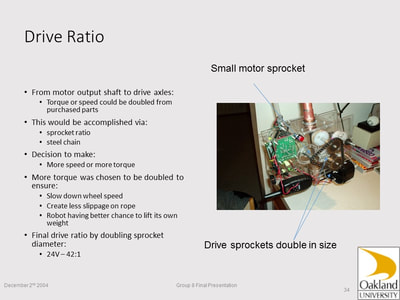 Drive Ratio
Small motor sprocket
• From motor output shaft to drive axles:
• Torque or speed could be doubled from
purchased parts
• This would be accomplished via:
• sprocket ratio
• steel chain
• Decision to make:
• More speed or more torque
• More torque was chosen to be doubled to
ensure:
• Slow down wheel speed
• Create less slippage on rope
• Robot having better chance to lift its own
weight
• Final drive ratio by doubling sprocket
diameter:
• 24V – 42:1
Drive sprockets double in size
December 2nd 2004
Group 8 Final Presentation
34
Oakland
UNIVERSITY